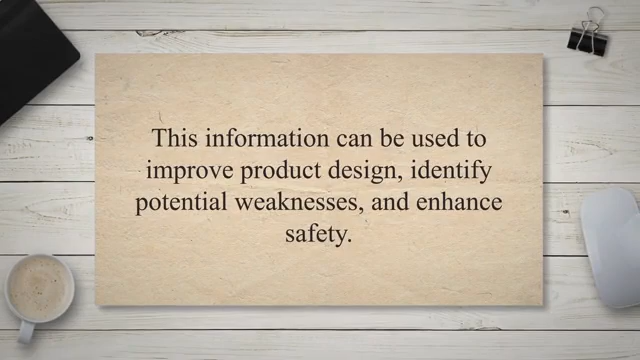 This information can be used to
improve product design, identify
potential weaknesses, and enhance
safety.